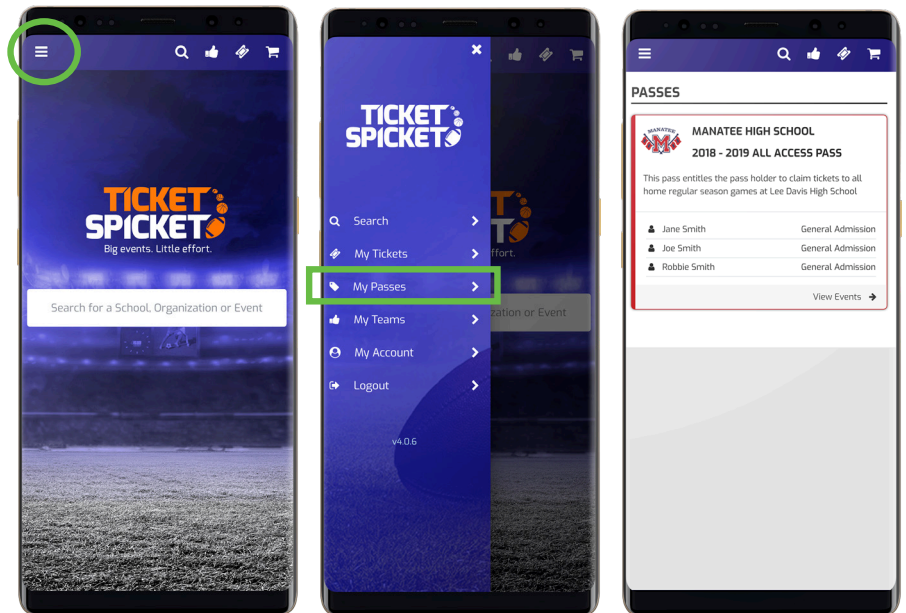 TICKET
SPICKET
Big events. Little effort.
Search for a School, Organization or Event
TICKET
SPICKET
Search
My Tickets
My Passes
My Teams
My Account
Logout
v4.0.6
T
T
ffort.
zation or Event
PASSES
MANATEE
M
MANATEE HIGH SCHOOL
2018 - 2019 ALL ACCESS PASS
This pass entitles the pass holder to claim tickets to all
home regular season games at Lee Davis High School
Jane Smith General Admission
Joe Smith General Admission
Robbie Smith General Admission
View Events